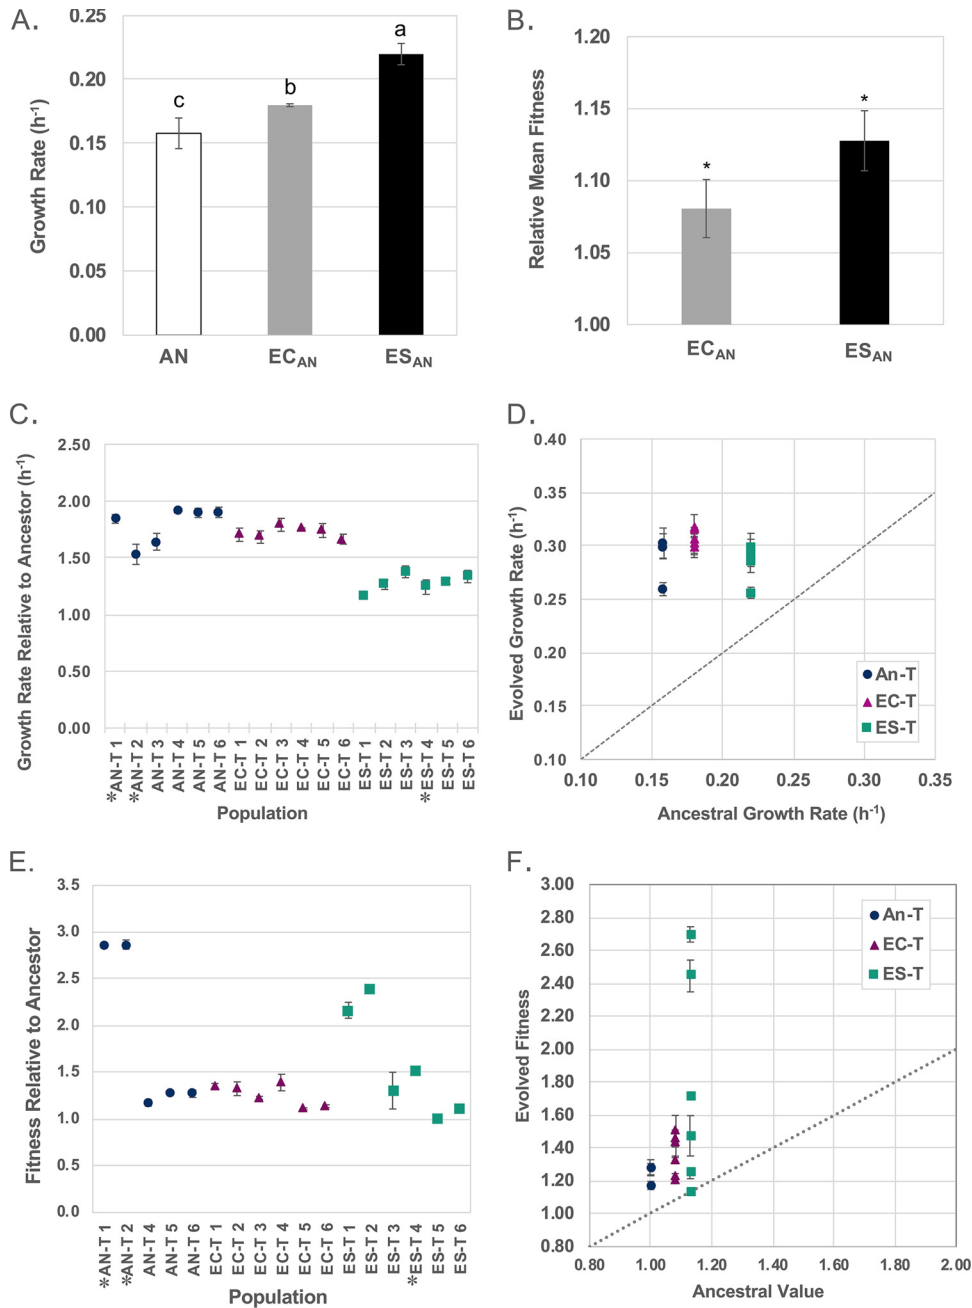 A.
0.25
0.20
0.15
0.10
0.05
0.00
Growth Rate (h-1)
c
b
a
AN
ECAN
ESAN
B.
1.20
1.15
1.10
1.05
1.00
Relative Mean Fitness
*
*
ECAN
ESAN
C.
2.50
2.00
1.50
1.00
0.50
0.00
Growth Rate Relative to Ancestor (h-1)
*AN-T 1
*AN-T 2
AN-T 3
AN-T 4
AN-T 5
AN-T 6
EC-T 1
EC-T 2
EC-T 3
EC-T 4
EC-T 5
EC-T 6
ES-T 1
ES-T 2
ES-T 3
*ES-T 4
ES-T 5
ES-T 6
Population
D.
0.40
0.35
0.30
0.25
0.20
0.15
0.10
Evolved Growth Rate (h-1)
An-T
EC-T
ES-T
0.10
0.15
0.20
0.25
0.30
0.35
Ancestral Growth Rate (h-1)
E.
3.5
3.0
2.5
2.0
1.5
1.0
0.5
0.0
Fitness Relative to Ancestor
*AN-T 1
*AN-T 2
AN-T 4
AN-T 5
AN-T 6
EC-T 1
EC-T 2
EC-T 3
EC-T 4
EC-T 5
EC-T 6
ES-T 1
ES-T 2
ES-T 3
*ES-T 4
ES-T 5
ES-T 6
Population
F.
3.00
2.80
2.60
2.40
2.20
2.00
1.80
1.60
1.40
1.20
1.00
0.80
Evolved Fitness
An-T
EC-T
ES-T
0.80
1.00
1.20
1.40
1.60
1.80
2.00
Ancestral Value